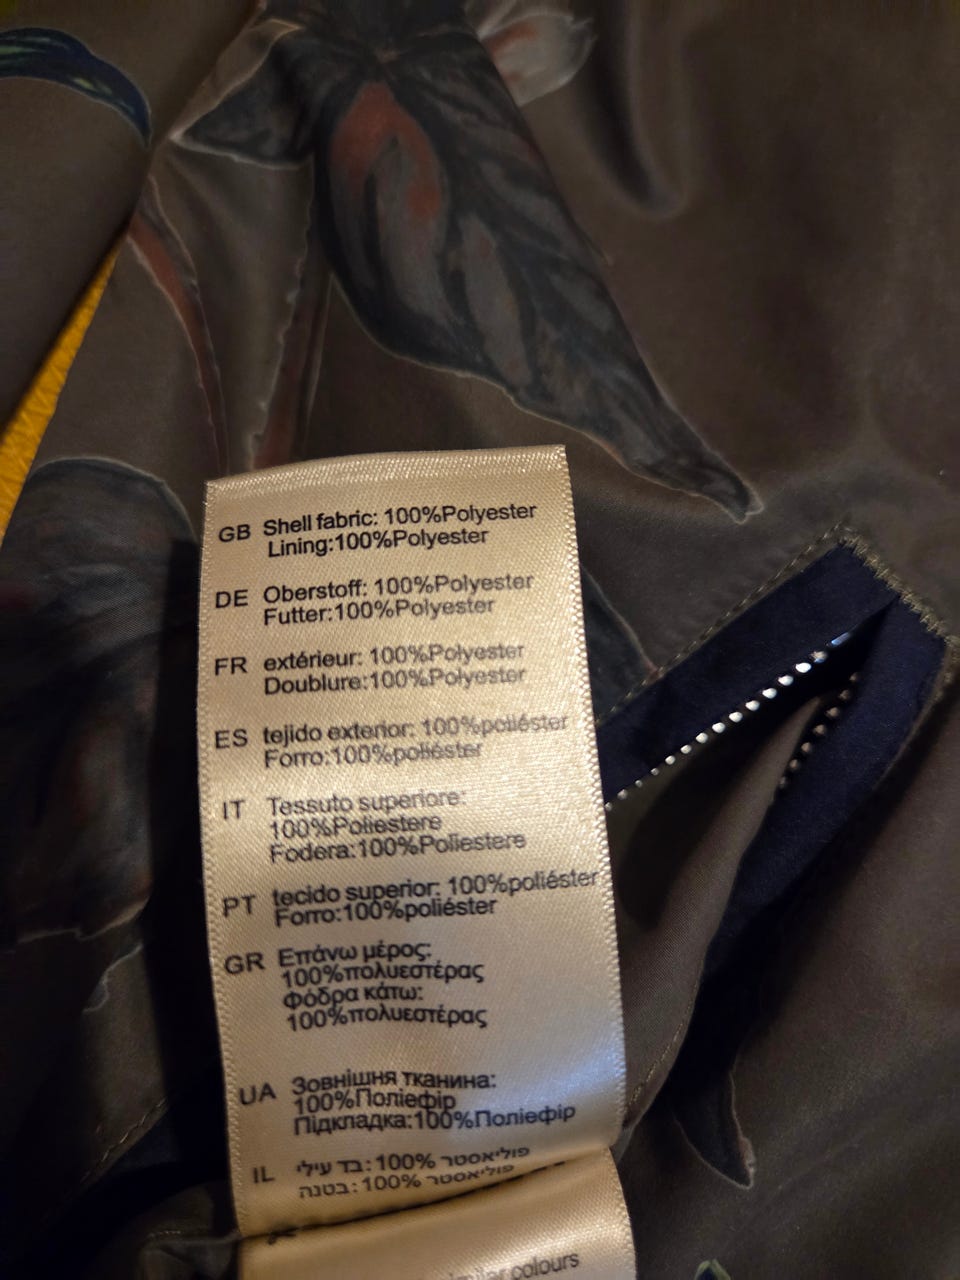 GB Shell fabric: 100%Polyester
Lining:100%Polyester
DE Oberstoff: 100%Polyester
Futter:100%Polyester
FR extérieur: 100%Polyester
Doublure:100%Polyester
ES tejido exterior: 100%poliéster
Forro:100%poliéster
IT Tessuto superiore:
100%Poliestere
Fodera:100%Poliestere
PT tecido superior: 100%poliéster
Forro:100%poliéster
GR Επάνω μέρος:
100%πολυεστέρας
φόδρα κάτω:
100%πολυεστέρας
UA Зовнішня тканина:
100%Поліефір
Підкладка:100%Поліефір
IL פוליאסטר 100% :בד עילי
פוליאסטר 100% :בטנה
colours